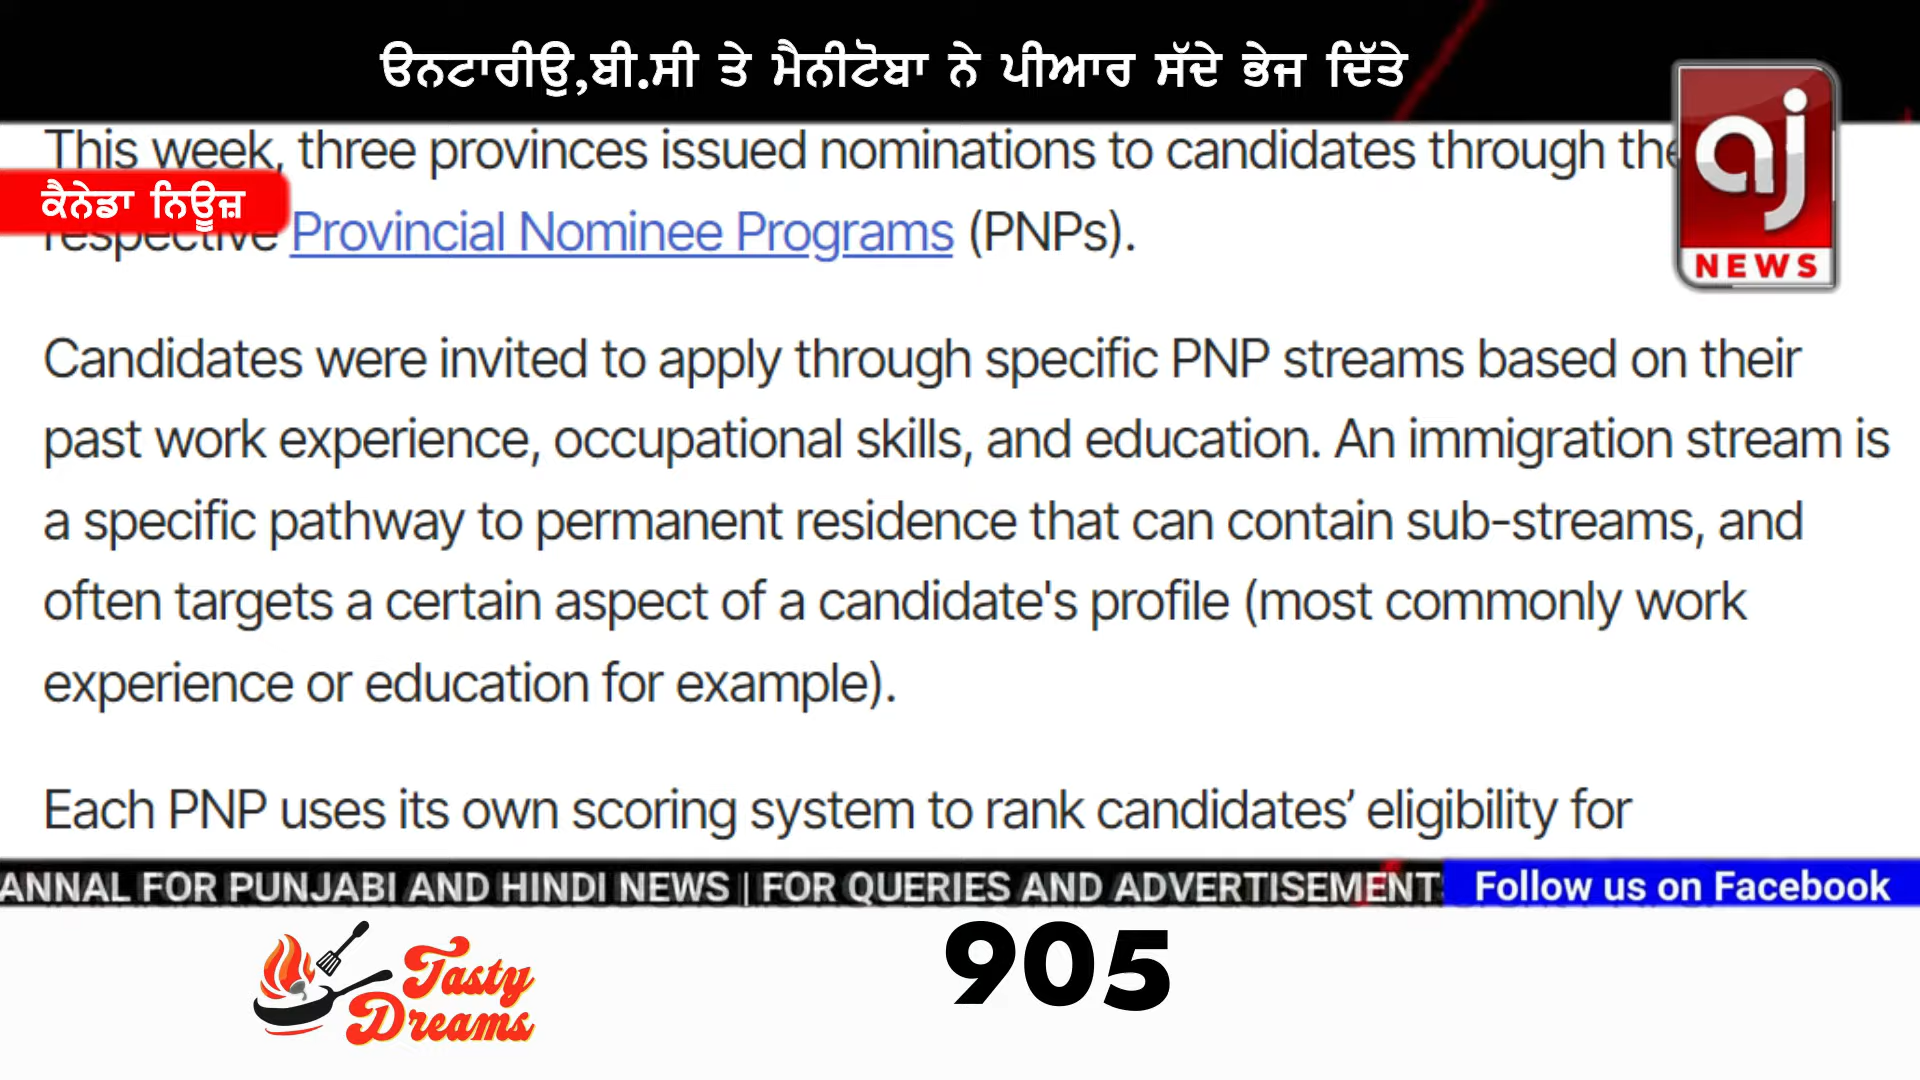 ੳਨਟਾਰੀਉ,ਬੀ.ਸੀ ਤੇ ਮੈਨੀਟੋਬਾ ਨੇ ਪੀਆਰ ਸੱਦੇ ਭੇਜ ਦਿੱਤੇ
aj
NEWS
This week, three provinces issued nominations to candidates through the
ਕੈਨੇਡਾ ਨਿਊਜ਼
respective Provincial Nominee Programs (PNPs).
Candidates were invited to apply through specific PNP streams based on their
past work experience, occupational skills, and education. An immigration stream is
a specific pathway to permanent residence that can contain sub-streams, and
often targets a certain aspect of a candidate's profile (most commonly work
experience or education for example).
Each PNP uses its own scoring system to rank candidates’ eligibility for
ANNAL FOR PUNJABI AND HINDI NEWS | FOR QUERIES AND ADVERTISEMENT
Follow us on Facebook
Tasty
Dreams
905